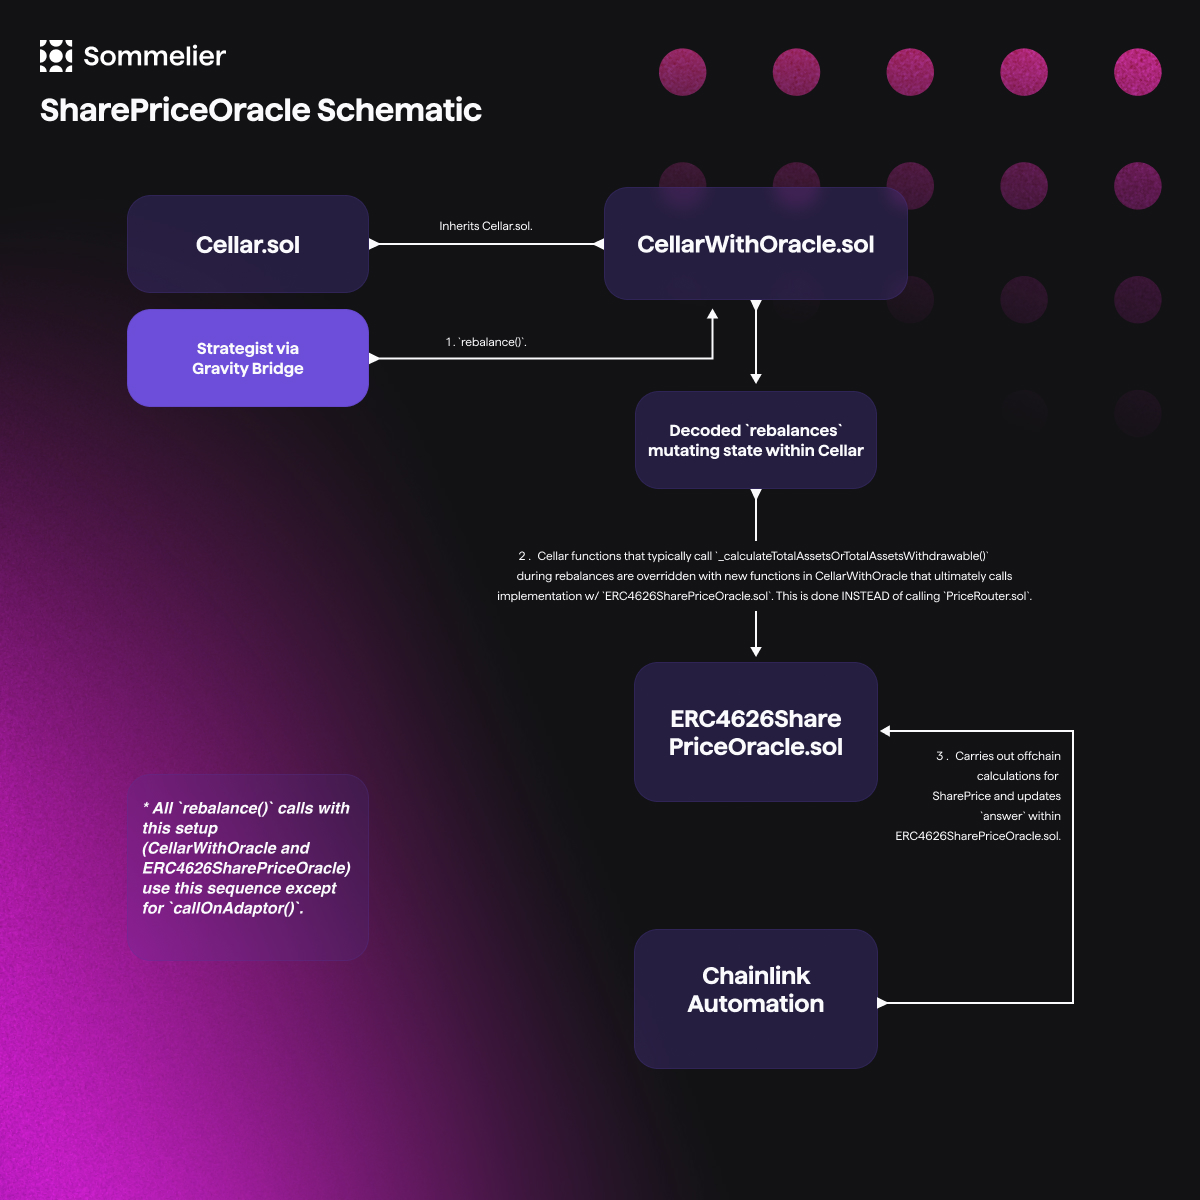 Sommelier
SharePriceOracle Schematic
Cellar.sol
Inherits Cellar.sol.
CellarWithOracle.sol
Strategist via
Gravity Bridge
1. `rebalance()`.
Decoded `rebalances`
mutating state within Cellar
2. Cellar functions that typically call `_calculateTotalAssetsOrTotalAssetsWithdrawable()`
during rebalances are overridden with new functions in CellarWithOracle that ultimately calls
implementation w/ `ERC4626SharePriceOracle.sol`. This is done INSTEAD of calling `PriceRouter.sol`.
ERC4626Share
PriceOracle.sol
3. Carries out offchain
calculations for
SharePrice and updates
`answer` within
ERC4626SharePriceOracle.sol.
* All `rebalance()` calls with
this setup
(CellarWithOracle and
ERC4626SharePriceOracle)
use this sequence except
for `callOnAdaptor()`.
Chainlink
Automation